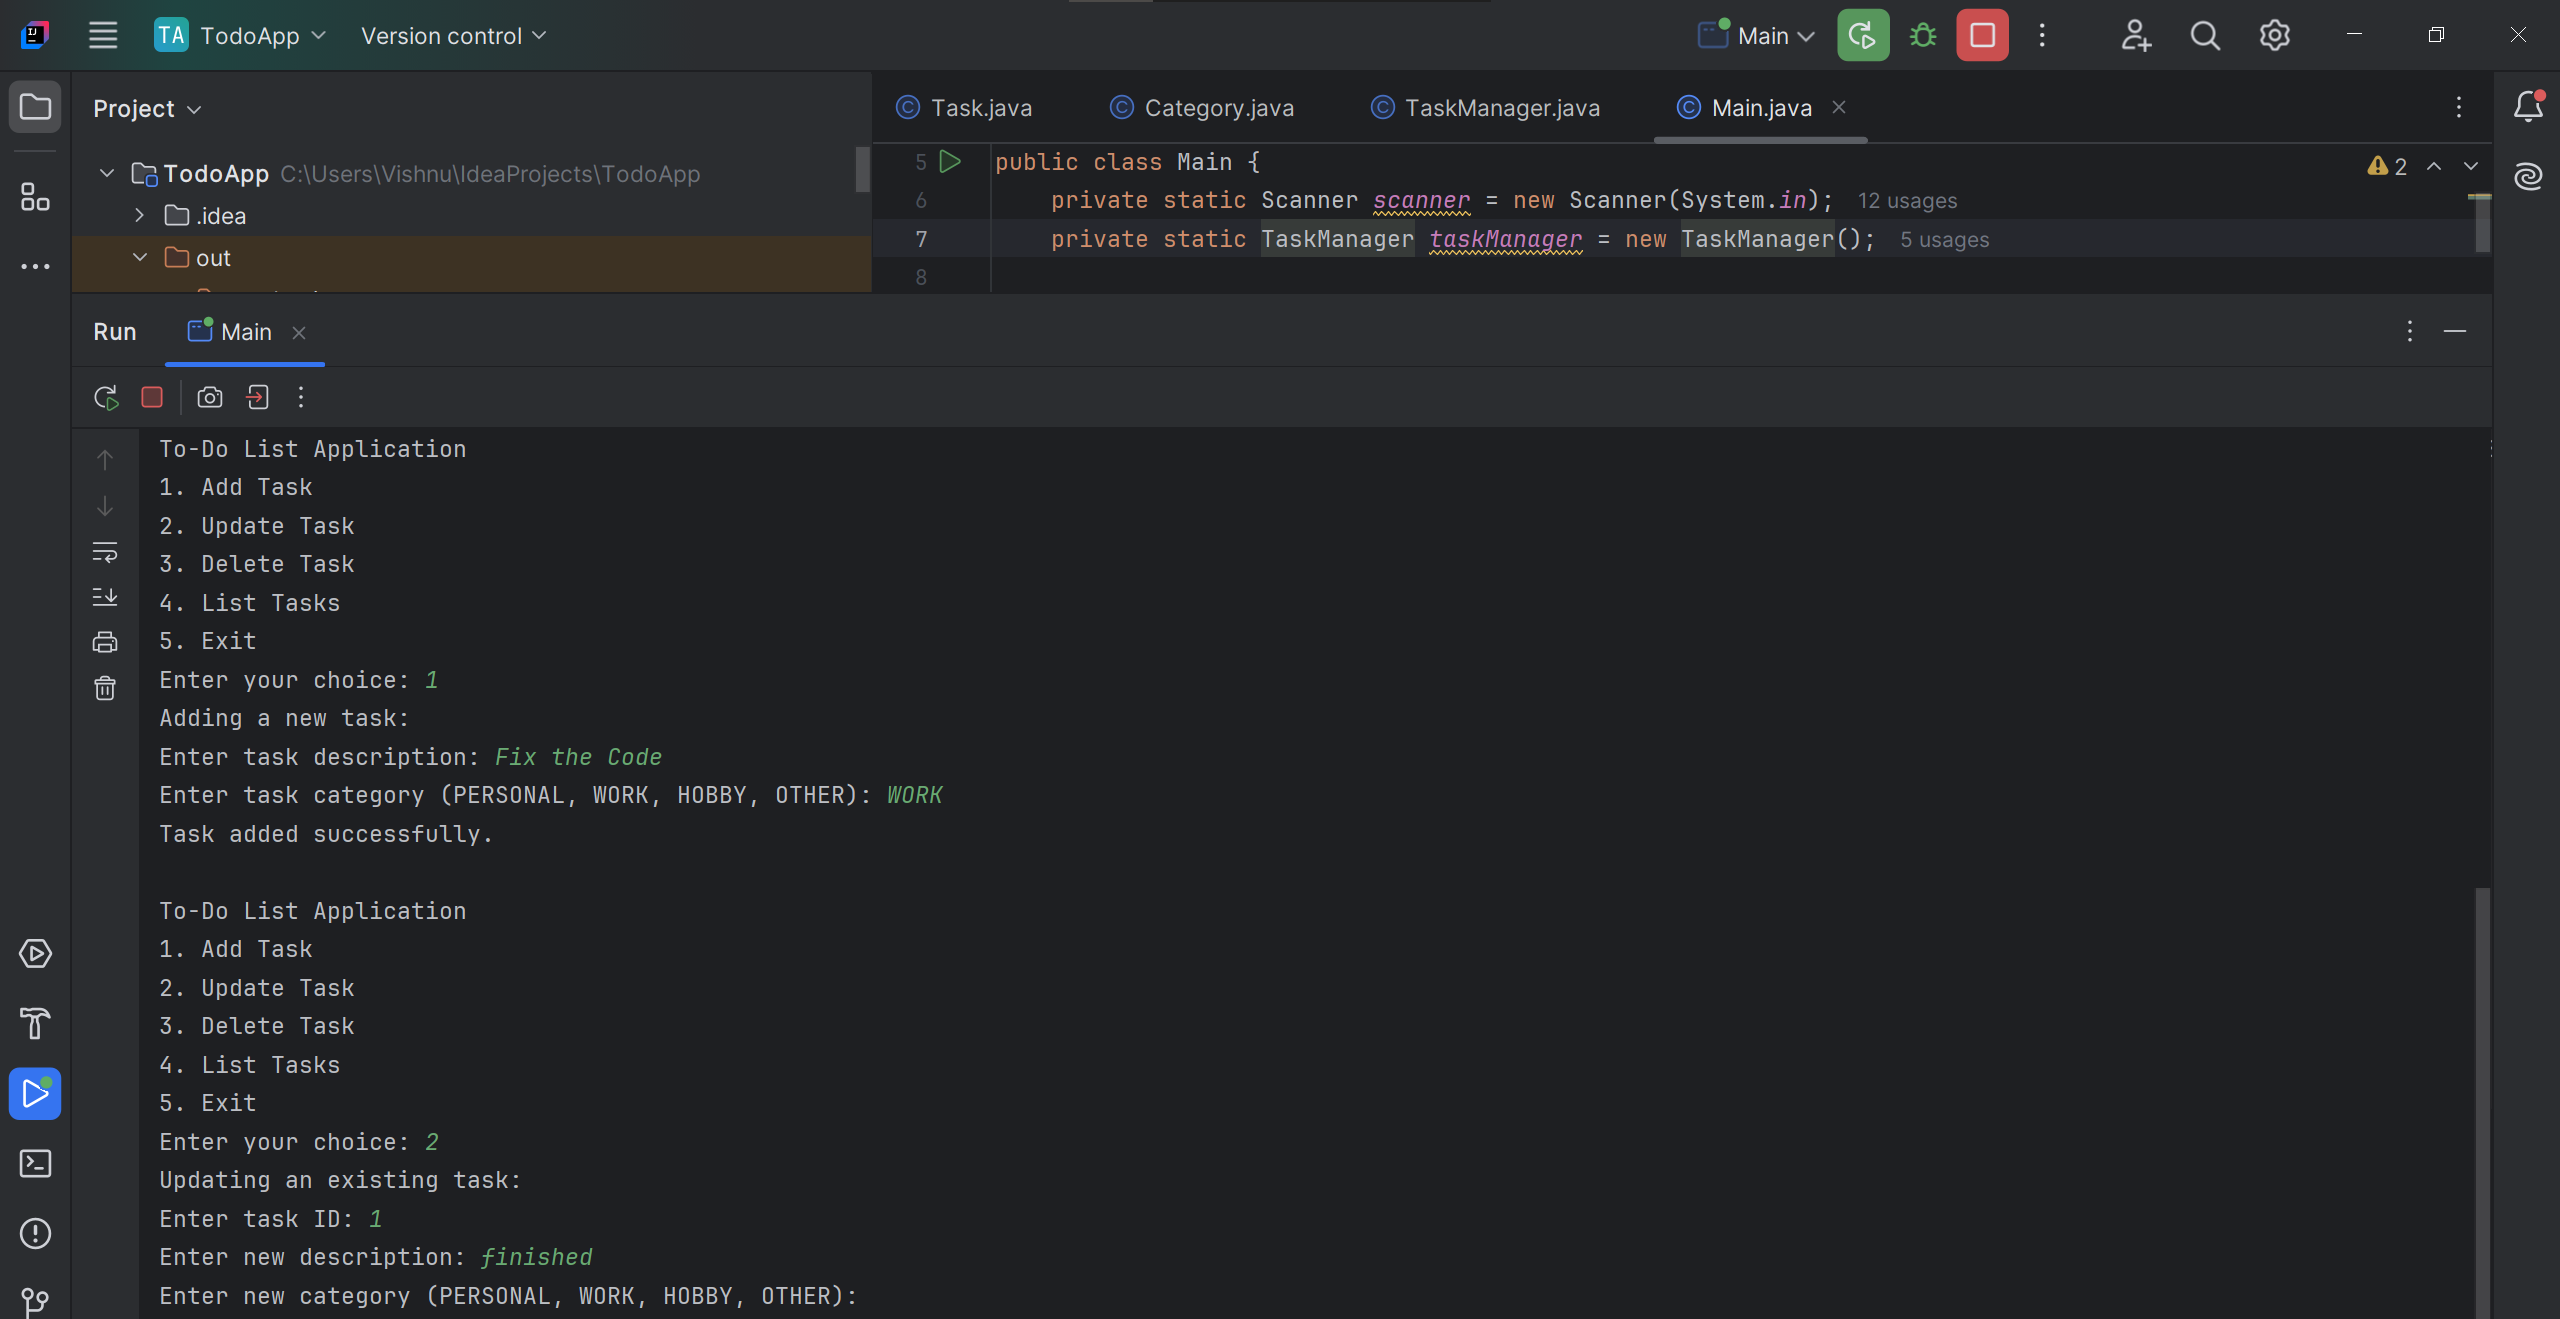 TA TodoApp Version control Main
Project
Task.java Category.java TaskManager.java Main.java
TodoApp C:\Users\Vishnu\IdeaProjects\TodoApp
.idea
out
5 public class Main {
2
6 private static Scanner scanner = new Scanner(System.in); 12 usages
7 private static TaskManager taskManager = new TaskManager(); 5 usages
8
Run Main
To-Do List Application
1. Add Task
2. Update Task
3. Delete Task
4. List Tasks
5. Exit
Enter your choice: 1
Adding a new task:
Enter task description: Fix the Code
Enter task category (PERSONAL, WORK, HOBBY, OTHER): WORK
Task added successfully.
To-Do List Application
1. Add Task
2. Update Task
3. Delete Task
4. List Tasks
5. Exit
Enter your choice: 2
Updating an existing task:
Enter task ID: 1
Enter new description: finished
Enter new category (PERSONAL, WORK, HOBBY, OTHER):